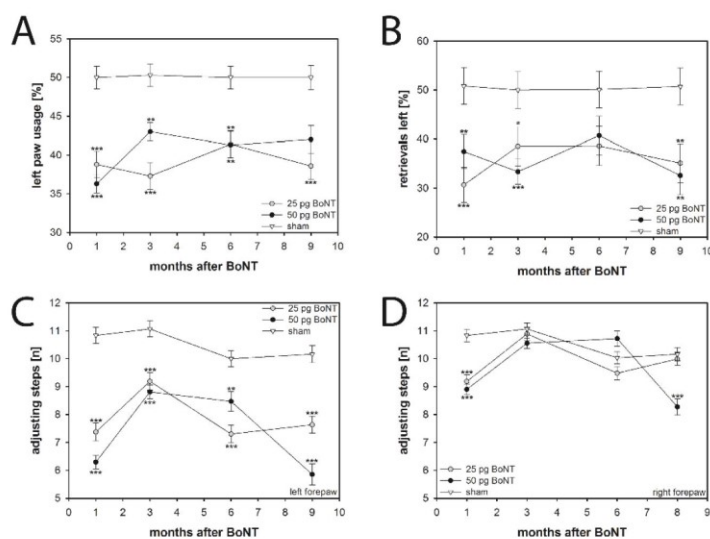 A
left paw usage [%]
55
50
45
40
35
30
*** ** ** 
*** *** ** ***
25 pg BoNT
50 pg BoNT
sham
0 1 2 3 4 5 6 7 8 9 10
months after BoNT
B
retrievals left [%]
60
50
40
30
20
** * **
*** *** **
25 pg BoNT
50 pg BoNT
sham
0 1 2 3 4 5 6 7 8 9 10
months after BoNT
C
adjusting steps [n]
12
11
10
9
8
7
6
5
25 pg BoNT
50 pg BoNT
sham
*** *** ** ***
*** *** *** ***
left forepaw
0 1 2 3 4 5 6 7 8 9 10
months after BoNT
D
adjusting steps [n]
12
11
10
9
8
7
6
5
***
*** ***
25 pg BoNT
50 pg BoNT
sham
right forepaw
0 1 2 3 4 5 6 7 8 9
months after BoNT